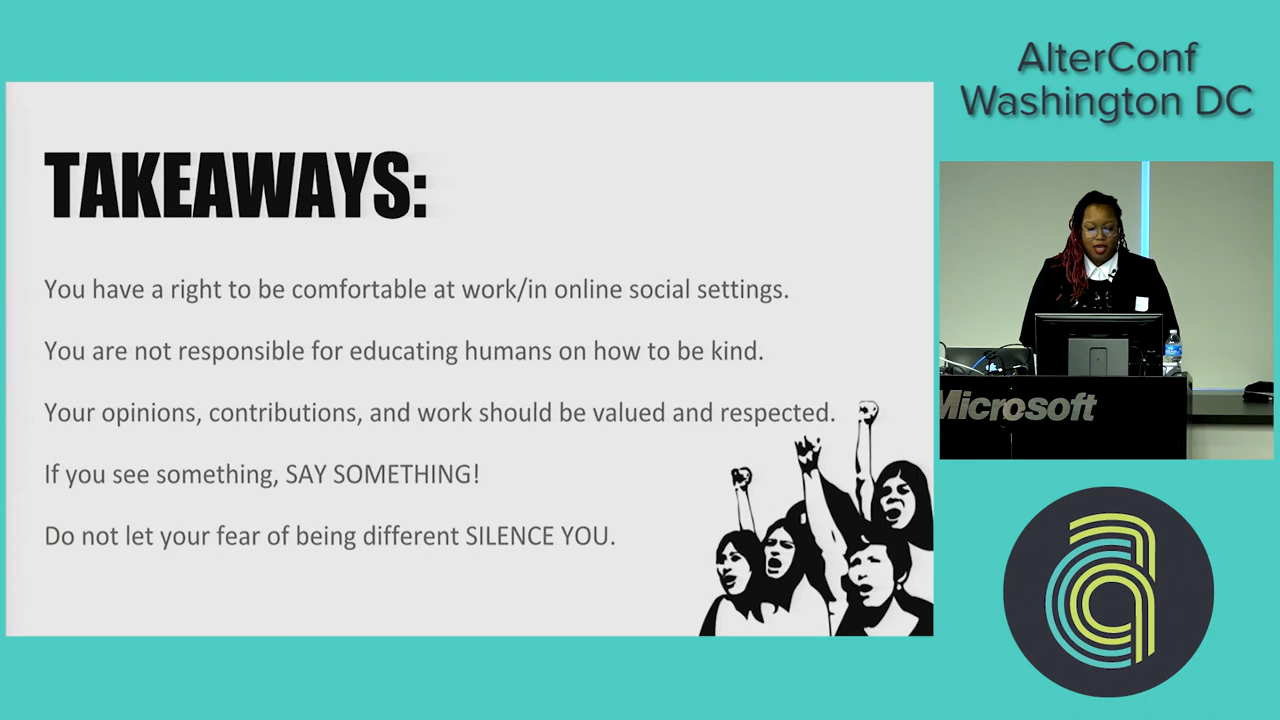 AlterConf
Washington DC
TAKEAWAYS:
You have a right to be comfortable at work/in online social settings.
You are not responsible for educating humans on how to be kind.
Your opinions, contributions, and work should be valued and respected.
If you see something, SAY SOMETHING!
Do not let your fear of being different SILENCE YOU.
Microsoft